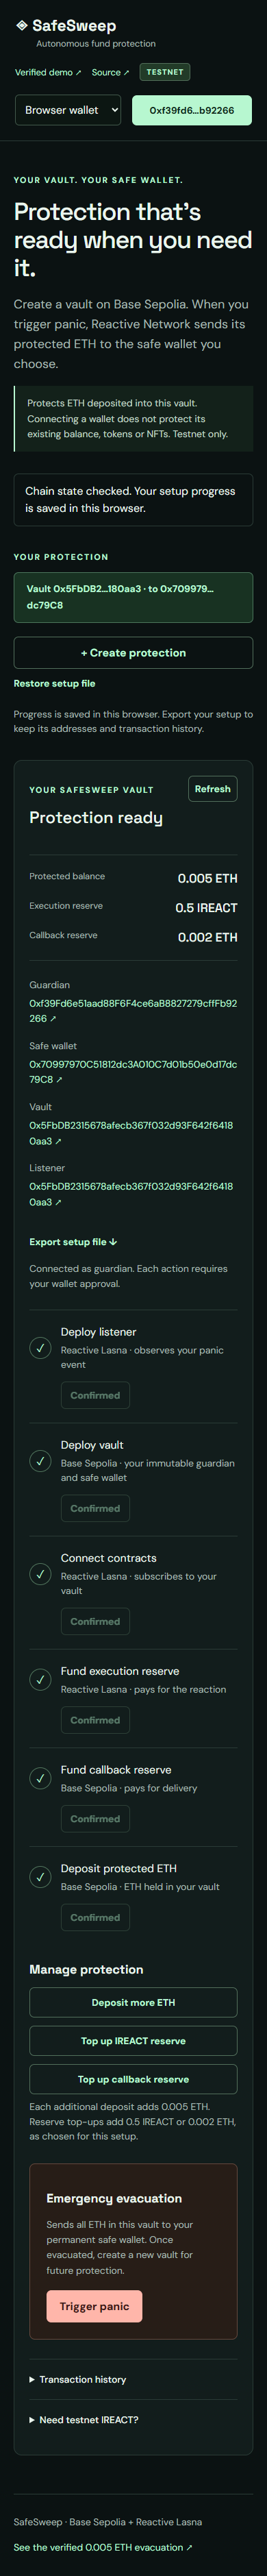 SafeSweep
Autonomous fund protection
Verified demo ↗ Source ↗ TESTNET
Browser wallet 0xf39fd6…b92266
YOUR VAULT. YOUR SAFE WALLET.
Protection that's
ready when you need
it.
Create a vault on Base Sepolia. When you
trigger panic, Reactive Network sends its
protected ETH to the safe wallet you
choose.
Protects ETH deposited into this vault.
Connecting a wallet does not protect its
existing balance, tokens or NFTs. Testnet only.
Chain state checked. Your setup progress
is saved in this browser.
YOUR PROTECTION
Vault 0x5FbDB2…180aa3 · to 0x709979…
dc79C8
+ Create protection
Restore setup file
Progress is saved in this browser. Export your setup to
keep its addresses and transaction history.
YOUR SAFESWEEP VAULT
Refresh
Protection ready
Protected balance 0.005 ETH
Execution reserve 0.5 lREACT
Callback reserve 0.002 ETH
Guardian
0xf39Fd6e51aad88F6F4ce6aB8827279cffFb92
266 ↗
Safe wallet
0x70997970C51812dc3A010C7d01b50e0d17dc
79C8 ↗
Vault
0x5FbDB2315678afecb367f032d93F642f6418
0aa3 ↗
Listener
0x5FbDB2315678afecb367f032d93F642f6418
0aa3 ↗
Export setup file ↓
Connected as guardian. Each action requires
your wallet approval.
Deploy listener
Reactive Lasna · observes your panic
event
Confirmed
Deploy vault
Base Sepolia · your immutable guardian
and safe wallet
Confirmed
Connect contracts
Reactive Lasna · subscribes to your
vault
Confirmed
Fund execution reserve
Reactive Lasna · pays for the reaction
Confirmed
Fund callback reserve
Base Sepolia · pays for delivery
Confirmed
Deposit protected ETH
Base Sepolia · ETH held in your vault
Confirmed
Manage protection
Deposit more ETH
Top up lREACT reserve
Top up callback reserve
Each additional deposit adds 0.005 ETH.
Reserve top-ups add 0.5 lREACT or 0.002 ETH,
as chosen for this setup.
Emergency evacuation
Sends all ETH in this vault to your
permanent safe wallet. Once
evacuated, create a new vault for
future protection.
Trigger panic
Transaction history
Need testnet lREACT?
SafeSweep · Base Sepolia + Reactive Lasna
See the verified 0.005 ETH evacuation ↗